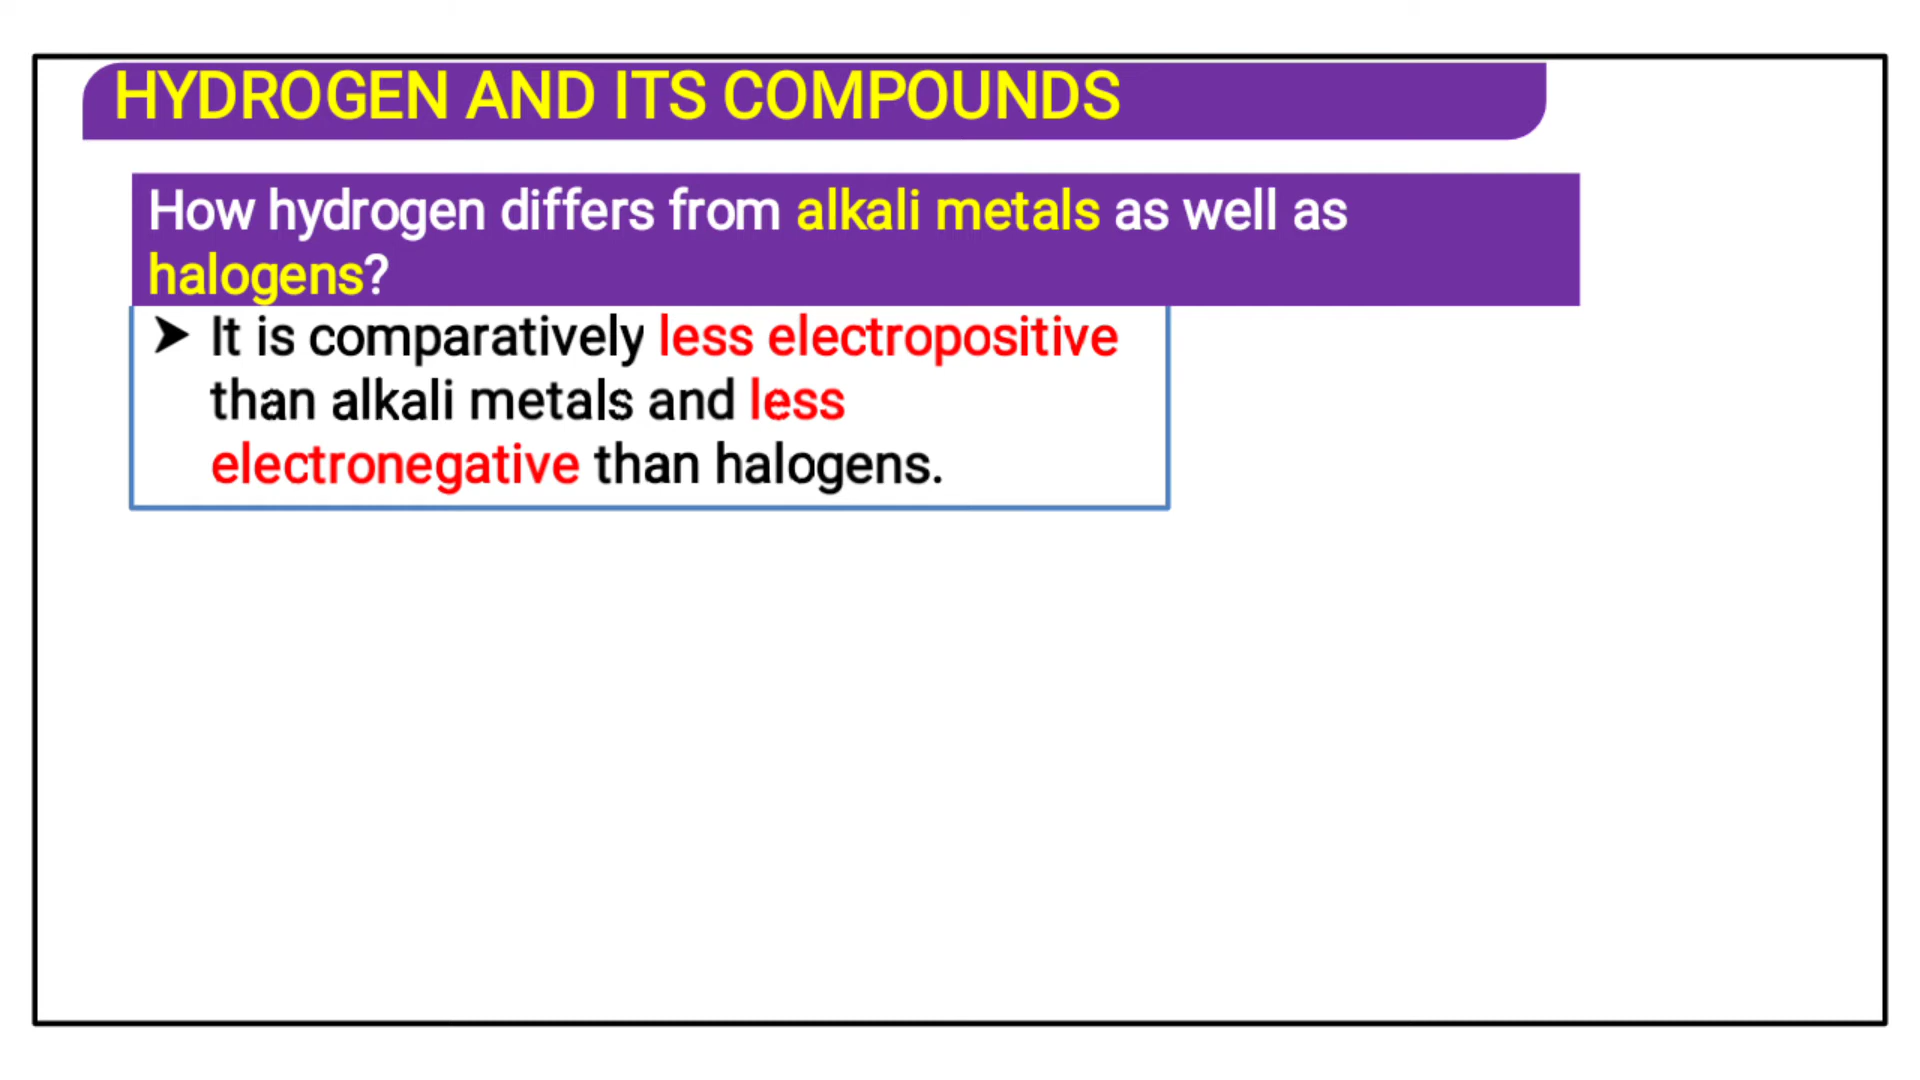 HYDROGEN AND ITS COMPOUNDS
How hydrogen differs from alkali metals as well as
halogens?
➤ It is comparatively less electropositive
than alkali metals and less
electronegative than halogens.